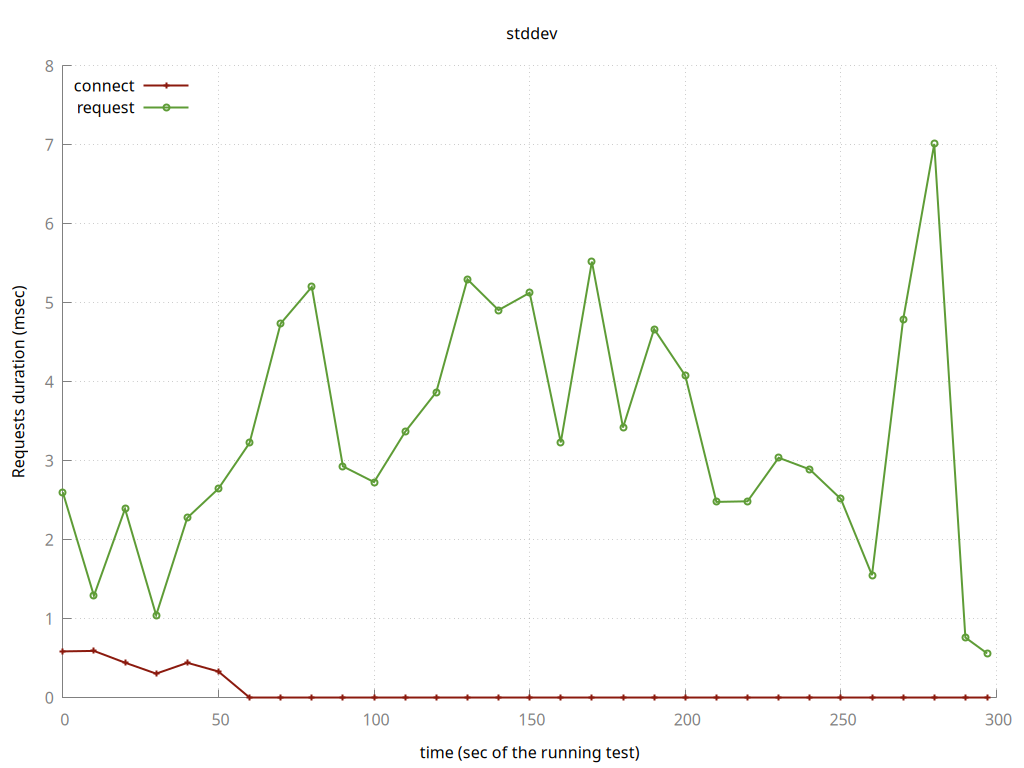 stddev
connect
request
8
7
6
5
4
3
2
1
0
Requests duration (msec)
0 50 100 150 200 250 300
time (sec of the running test)